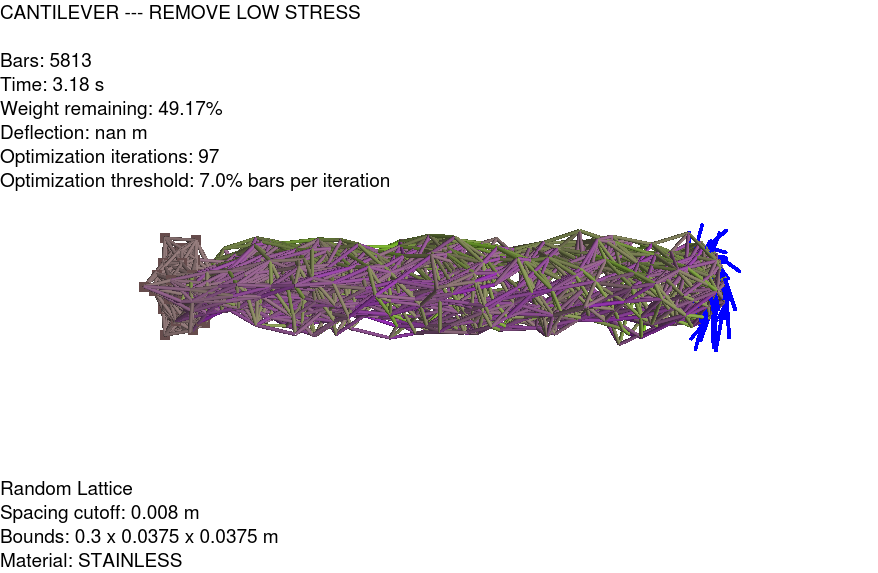 CANTILEVER --- REMOVE LOW STRESS
Bars: 5813
Time: 3.18 s
Weight remaining: 49.17%
Deflection: nan m
Optimization iterations: 97
Optimization threshold: 7.0% bars per iteration
Random Lattice
Spacing cutoff: 0.008 m
Bounds: 0.3 x 0.0375 x 0.0375 m
Material: STAINLESS